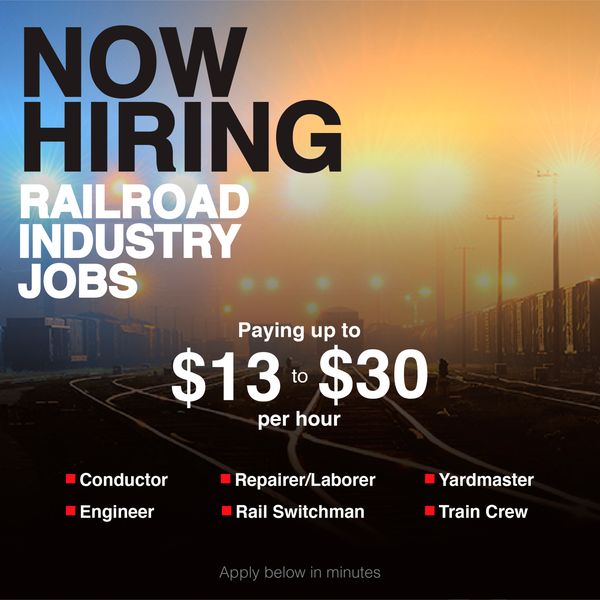 NOW
HIRING
RAILROAD
INDUSTRY
JOBS
Paying up to
$13 to $30
per hour
Conductor
Repairer/Laborer
Yardmaster
Engineer
Rail Switchman
Train Crew
Apply below in minutes